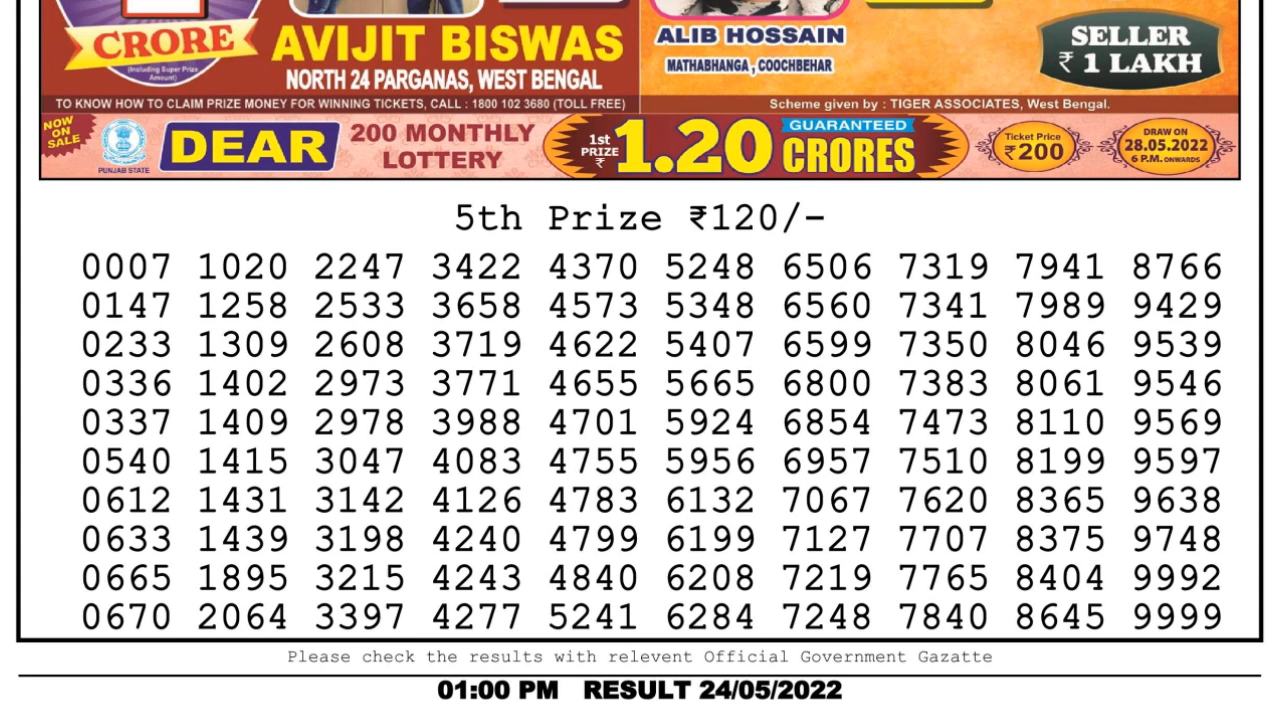 CRORE
(Including Super Prize
Amount)
AVIJIT BISWAS
NORTH 24 PARGANAS, WEST BENGAL
ALIB HOSSAIN
MATHABHANGA , COOCHBEHAR
SELLER
₹ 1 LAKH
TO KNOW HOW TO CLAIM PRIZE MONEY FOR WINNING TICKETS, CALL : 1800 102 3680 (TOLL FREE)
Scheme given by : TIGER ASSOCIATES, West Bengal.
NOW
ON
SALE
PUNJAB STATE
DEAR
200 MONTHLY
LOTTERY
1st
PRIZE
₹
1.20
GUARANTEED
CRORES
Ticket Price
₹200
DRAW ON
28.05.2022
6 P.M. ONWARDS
5th Prize ₹120/-
0007 1020 2247 3422 4370 5248 6506 7319 7941 8766
0147 1258 2533 3658 4573 5348 6560 7341 7989 9429
0233 1309 2608 3719 4622 5407 6599 7350 8046 9539
0336 1402 2973 3771 4655 5665 6800 7383 8061 9546
0337 1409 2978 3988 4701 5924 6854 7473 8110 9569
0540 1415 3047 4083 4755 5956 6957 7510 8199 9597
0612 1431 3142 4126 4783 6132 7067 7620 8365 9638
0633 1439 3198 4240 4799 6199 7127 7707 8375 9748
0665 1895 3215 4243 4840 6208 7219 7765 8404 9992
0670 2064 3397 4277 5241 6284 7248 7840 8645 9999
Please check the results with relevent Official Government Gazatte
01:00 PM RESULT 24/05/2022